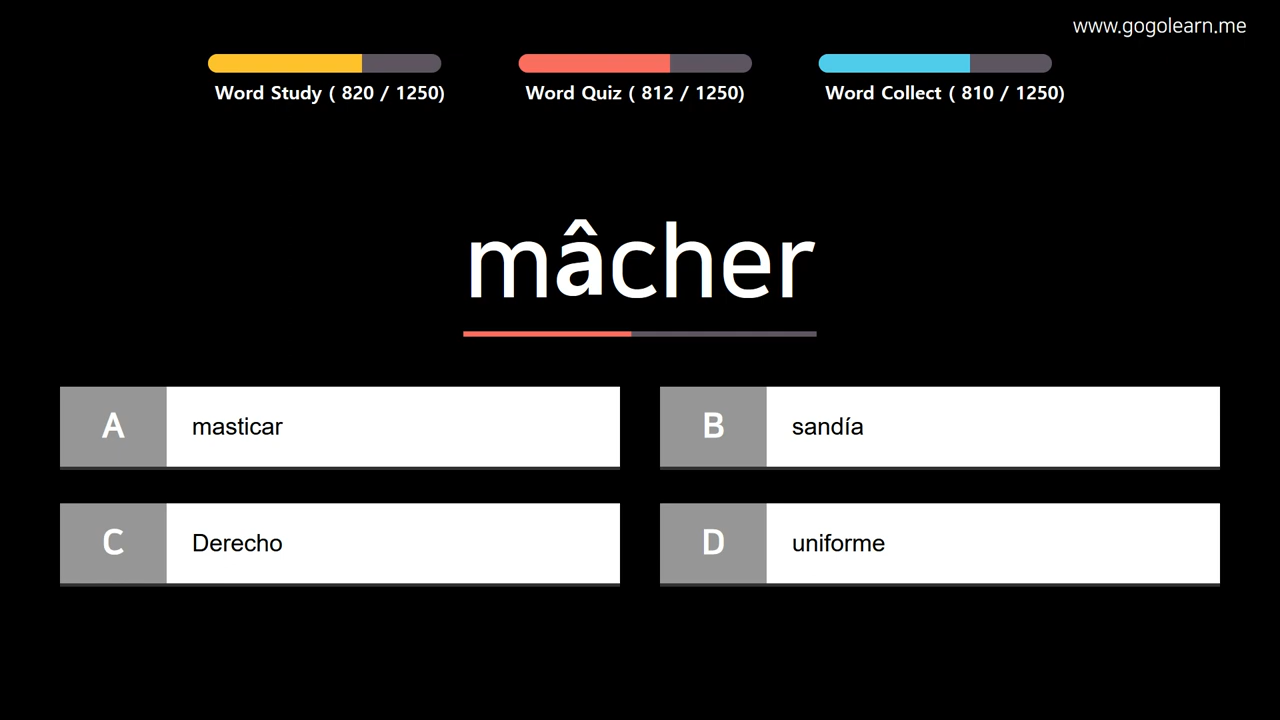 www.gogolearn.me
Word Study ( 820 / 1250)
Word Quiz ( 812 / 1250)
Word Collect ( 810 / 1250)
mâcher
A masticar
B sandía
C Derecho
D uniforme